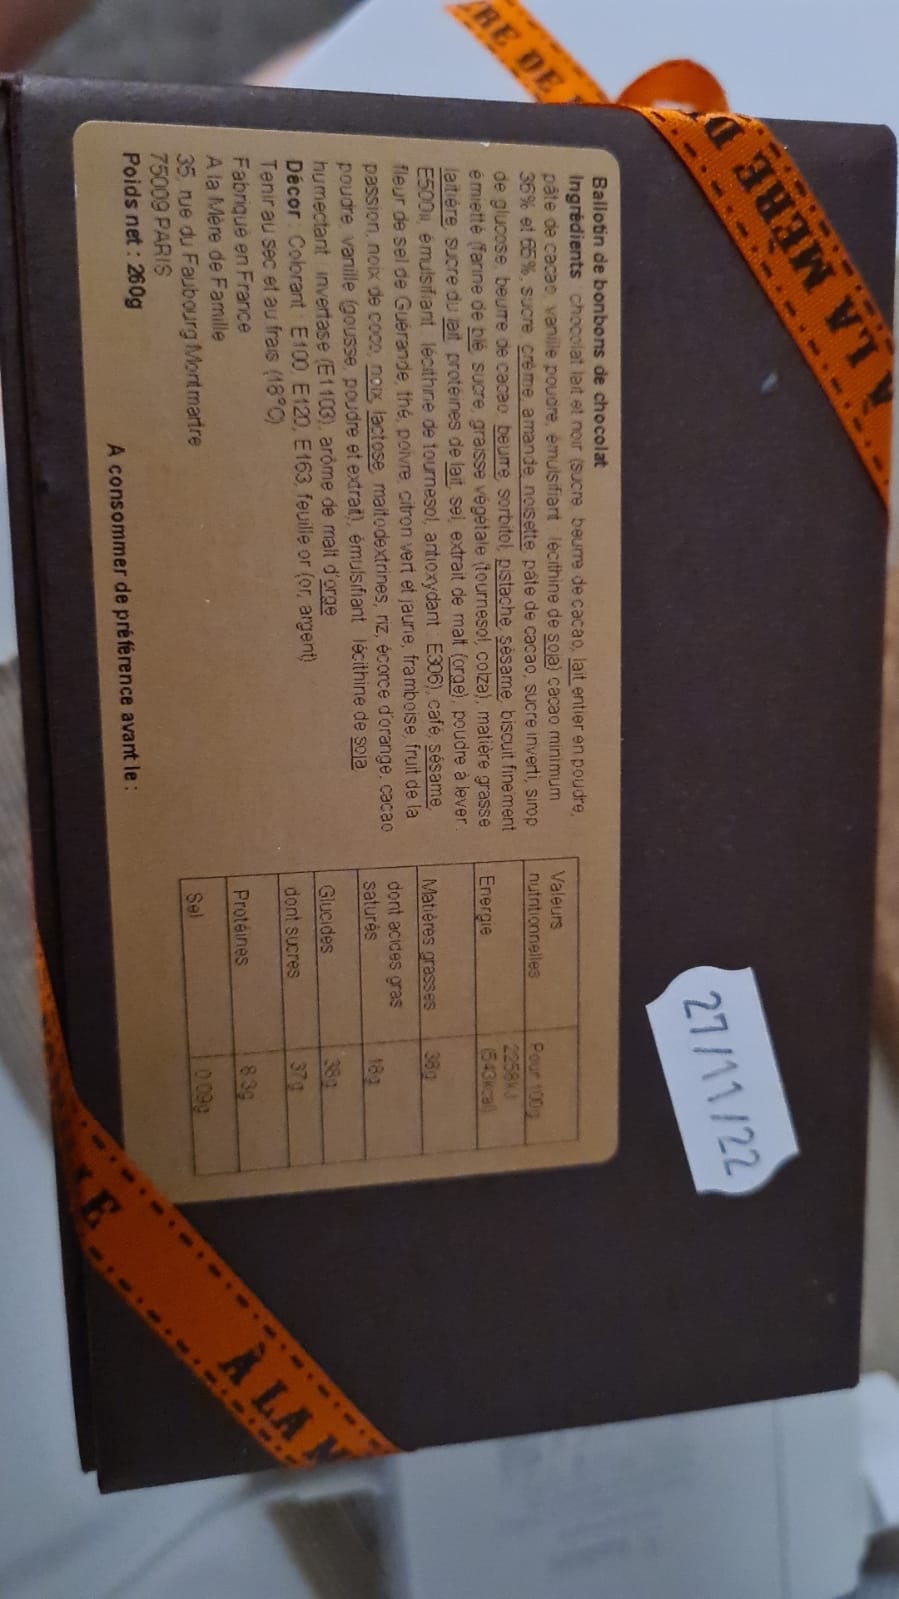 RE DE
À LA MÈRE D
27/11/22
Ballotin de bonbons de chocolat
Ingrédients : chocolat lait et noir (sucre, beurre de cacao, lait entier en poudre,
pâte de cacao, vanille poudre, émulsifiant : lécithine de soja) cacao minimum
36% et 65%, sucre, crème, amande, noisette, pâte de cacao, sucre inverti, sirop
de glucose, beurre de cacao, beurre, sorbitol, pistache, sésame, biscuit finement
émietté (farine de blé, sucre, graisse végétale (tournesol, colza), matière grasse
laitière, sucre du lait, protéines de lait, sel, extrait de malt (orge), poudre à lever :
E500ii, émulsifiant : lécithine de tournesol, antioxydant : E306), café, sésame,
fleur de sel de Guérande, thé, poivre, citron vert et jaune, framboise, fruit de la
passion, noix de coco, noix, lactose, maltodextrines, riz, écorce d'orange, cacao
poudre, vanille (gousse, poudre et extrait), émulsifiant : lécithine de soja,
humectant : invertase (E1103), arôme de malt d'orge
Décor : Colorant : E100, E120, E163, feuille or (or, argent)
Tenir au sec et au frais (18°C)
Fabriqué en France
A la Mère de Famille
35, rue du Faubourg Montmartre
75009 PARIS
Poids net : 260g
A consommer de préférence avant le :
Valeurs nutritionnelles Pour 100g
Energie 2258kJ (543kcal)
Matières grasses 38g
dont acides gras saturés 18g
Glucides 38g
dont sucres 37g
Protéines 8.3g
Sel 0.09g
RE
À LA M